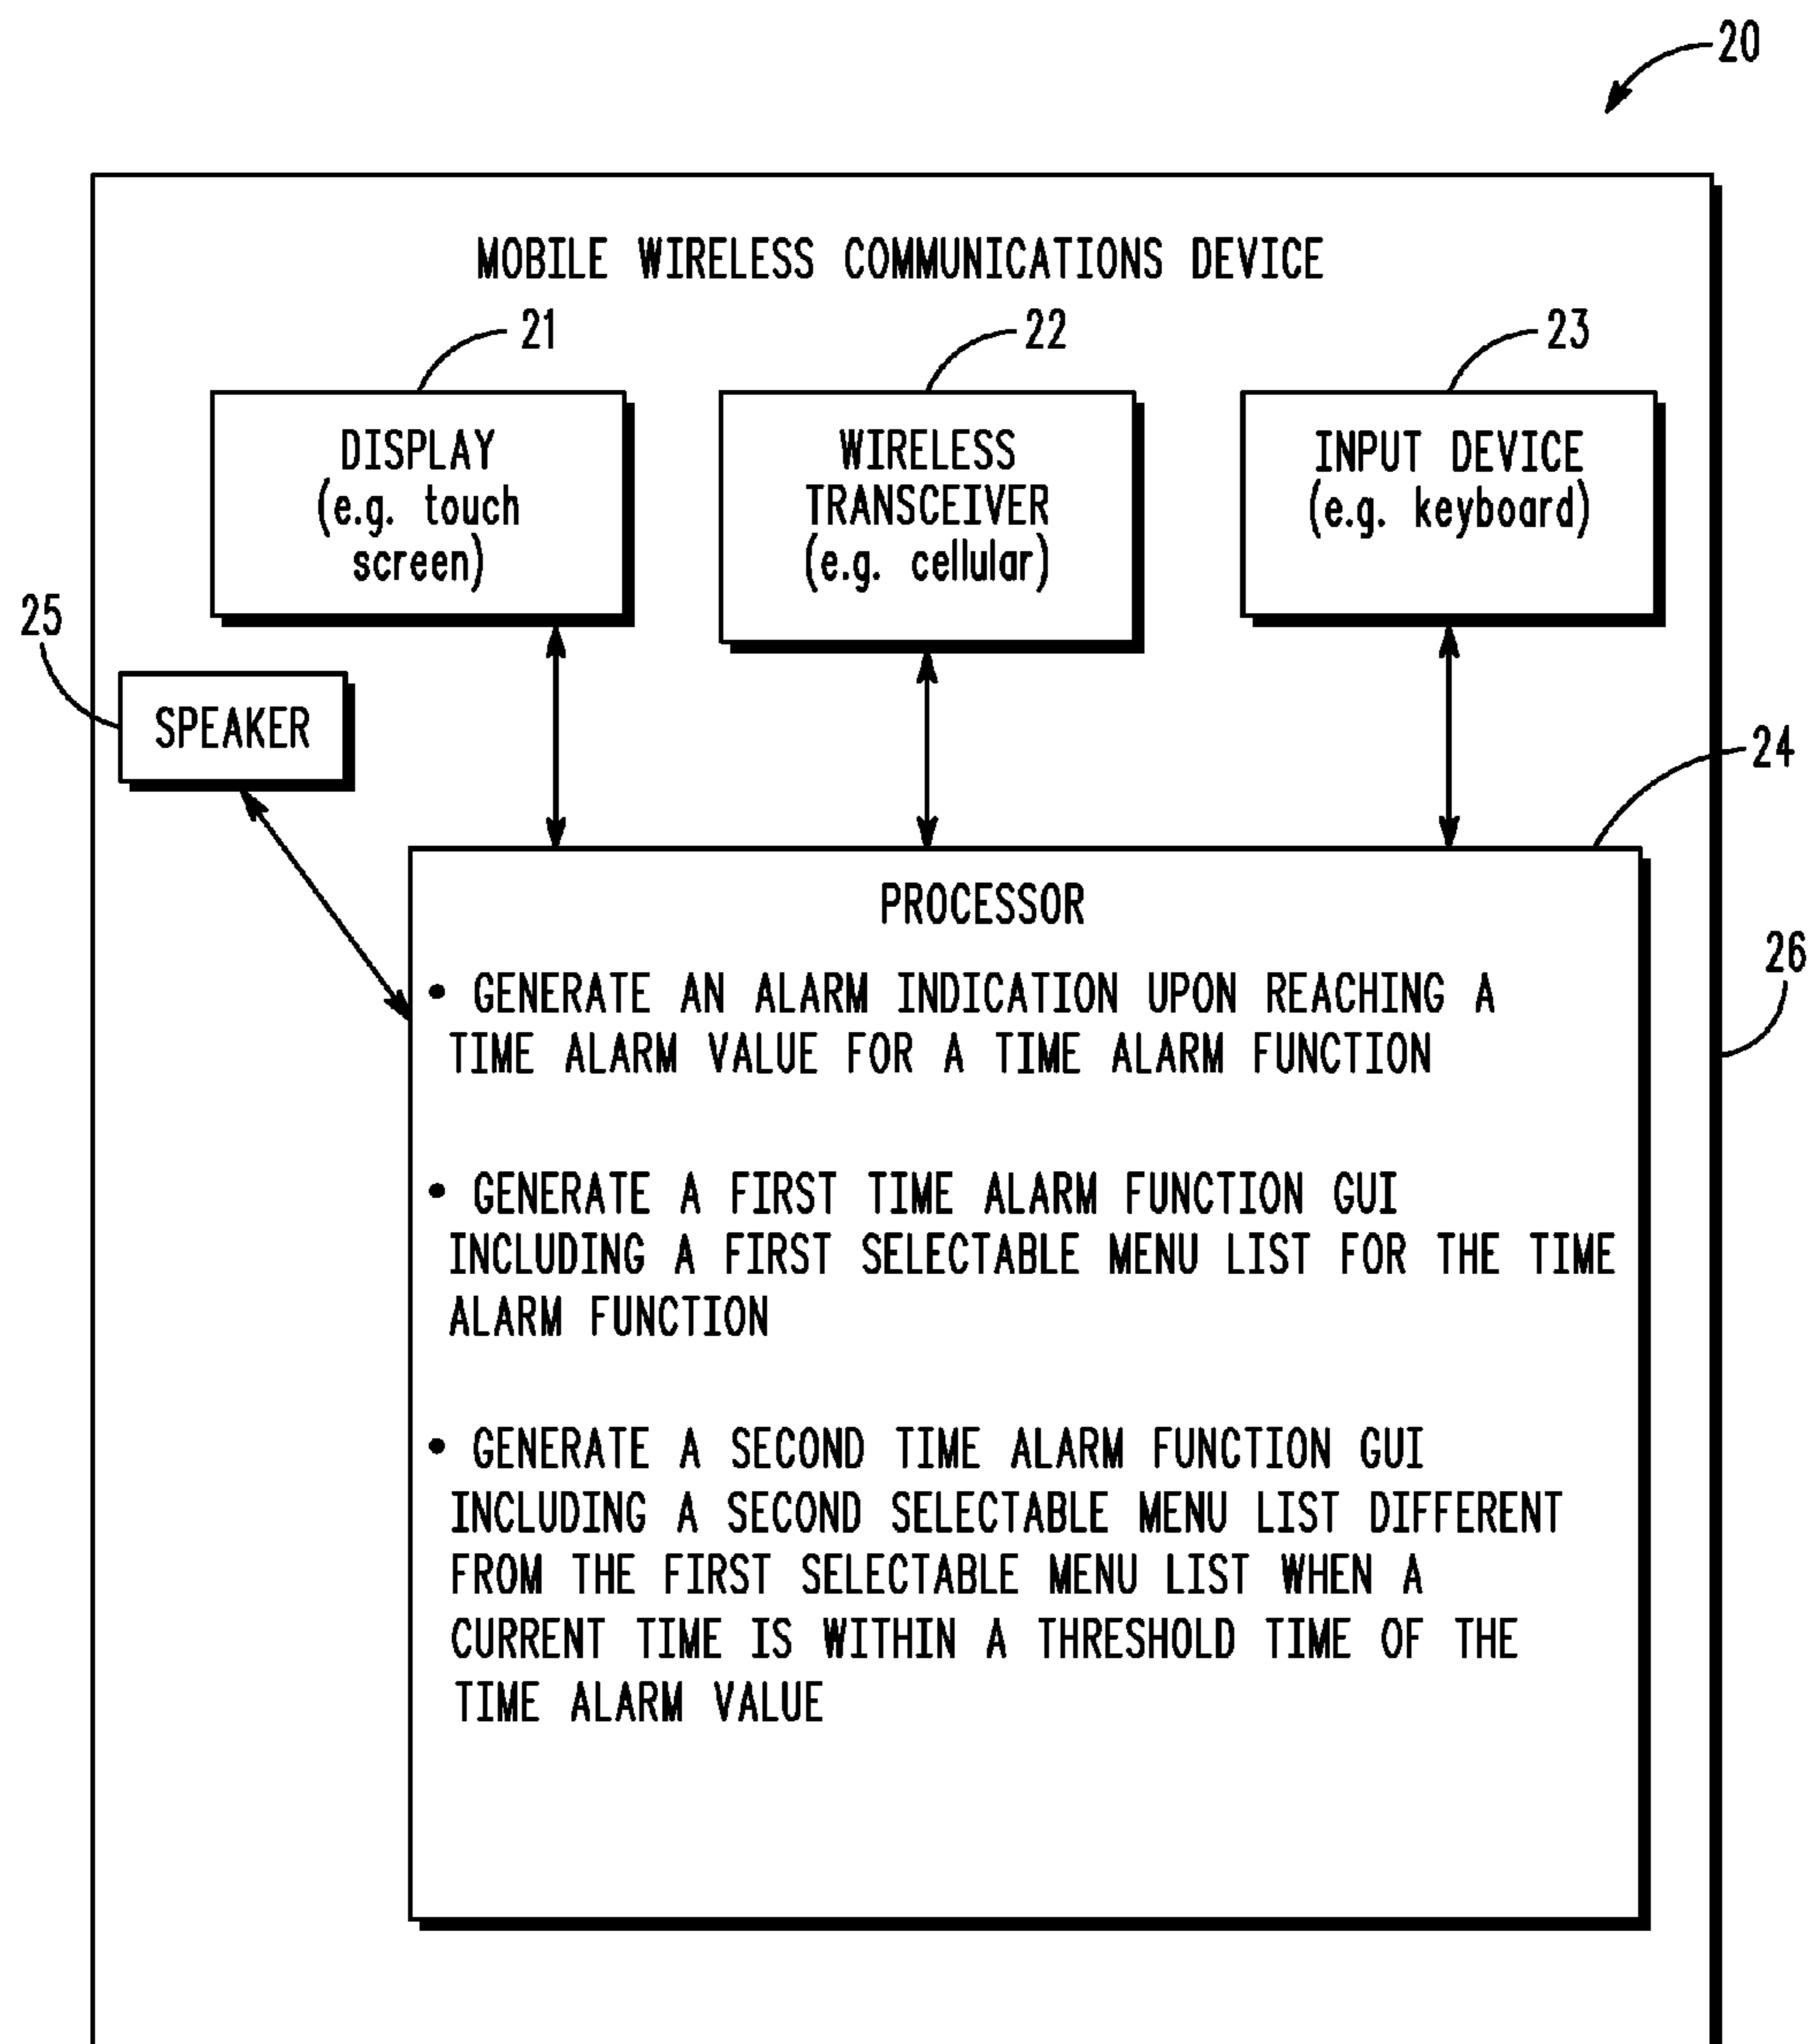 20
MOBILE WIRELESS COMMUNICATIONS DEVICE
21
22
23
DISPLAY
(e.g. touch
screen)
WIRELESS
TRANSCEIVER
(e.g. cellular)
INPUT DEVICE
(e.g. keyboard)
25
SPEAKER
24
PROCESSOR
26
• GENERATE AN ALARM INDICATION UPON REACHING A
TIME ALARM VALUE FOR A TIME ALARM FUNCTION
• GENERATE A FIRST TIME ALARM FUNCTION GUI
INCLUDING A FIRST SELECTABLE MENU LIST FOR THE TIME
ALARM FUNCTION
• GENERATE A SECOND TIME ALARM FUNCTION GUI
INCLUDING A SECOND SELECTABLE MENU LIST DIFFERENT
FROM THE FIRST SELECTABLE MENU LIST WHEN A
CURRENT TIME IS WITHIN A THRESHOLD TIME OF THE
TIME ALARM VALUE